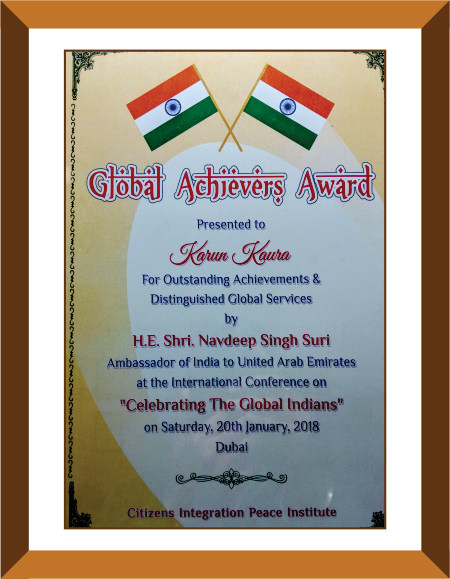 Global Achievers Award
Presented to
Karun Kaura
For Outstanding Achievements &
Distinguished Global Services
by
H.E. Shri. Navdeep Singh Suri
Ambassador of India to United Arab Emirates
at the International Conference on
"Celebrating The Global Indians"
on Saturday, 20th January, 2018
Dubai
Citizens Integration Peace Institute